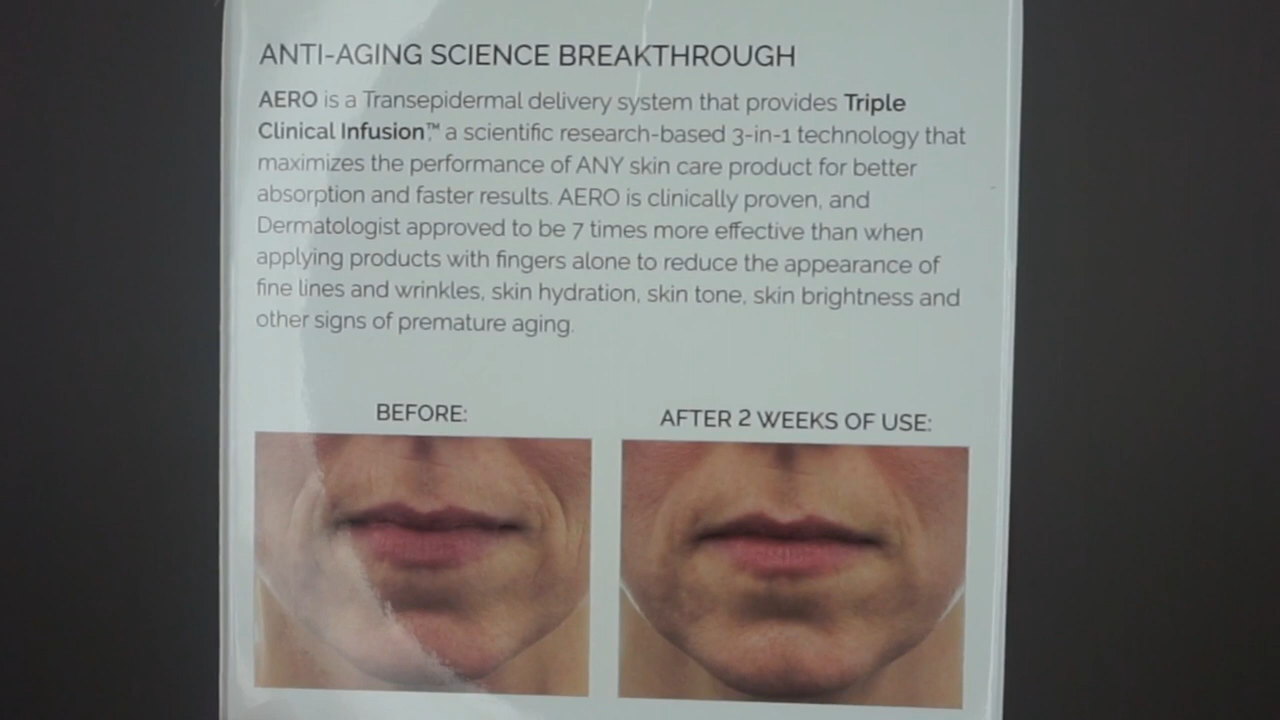 ANTI-AGING SCIENCE BREAKTHROUGH
AERO is a Transepidermal delivery system that provides Triple
Clinical Infusion™, a scientific research-based 3-in-1 technology that
maximizes the performance of ANY skin care product for better
absorption and faster results. AERO is clinically proven, and
Dermatologist approved to be 7 times more effective than when
applying products with fingers alone to reduce the appearance of
fine lines and wrinkles, skin hydration, skin tone, skin brightness and
other signs of premature aging.
BEFORE:
AFTER 2 WEEKS OF USE: